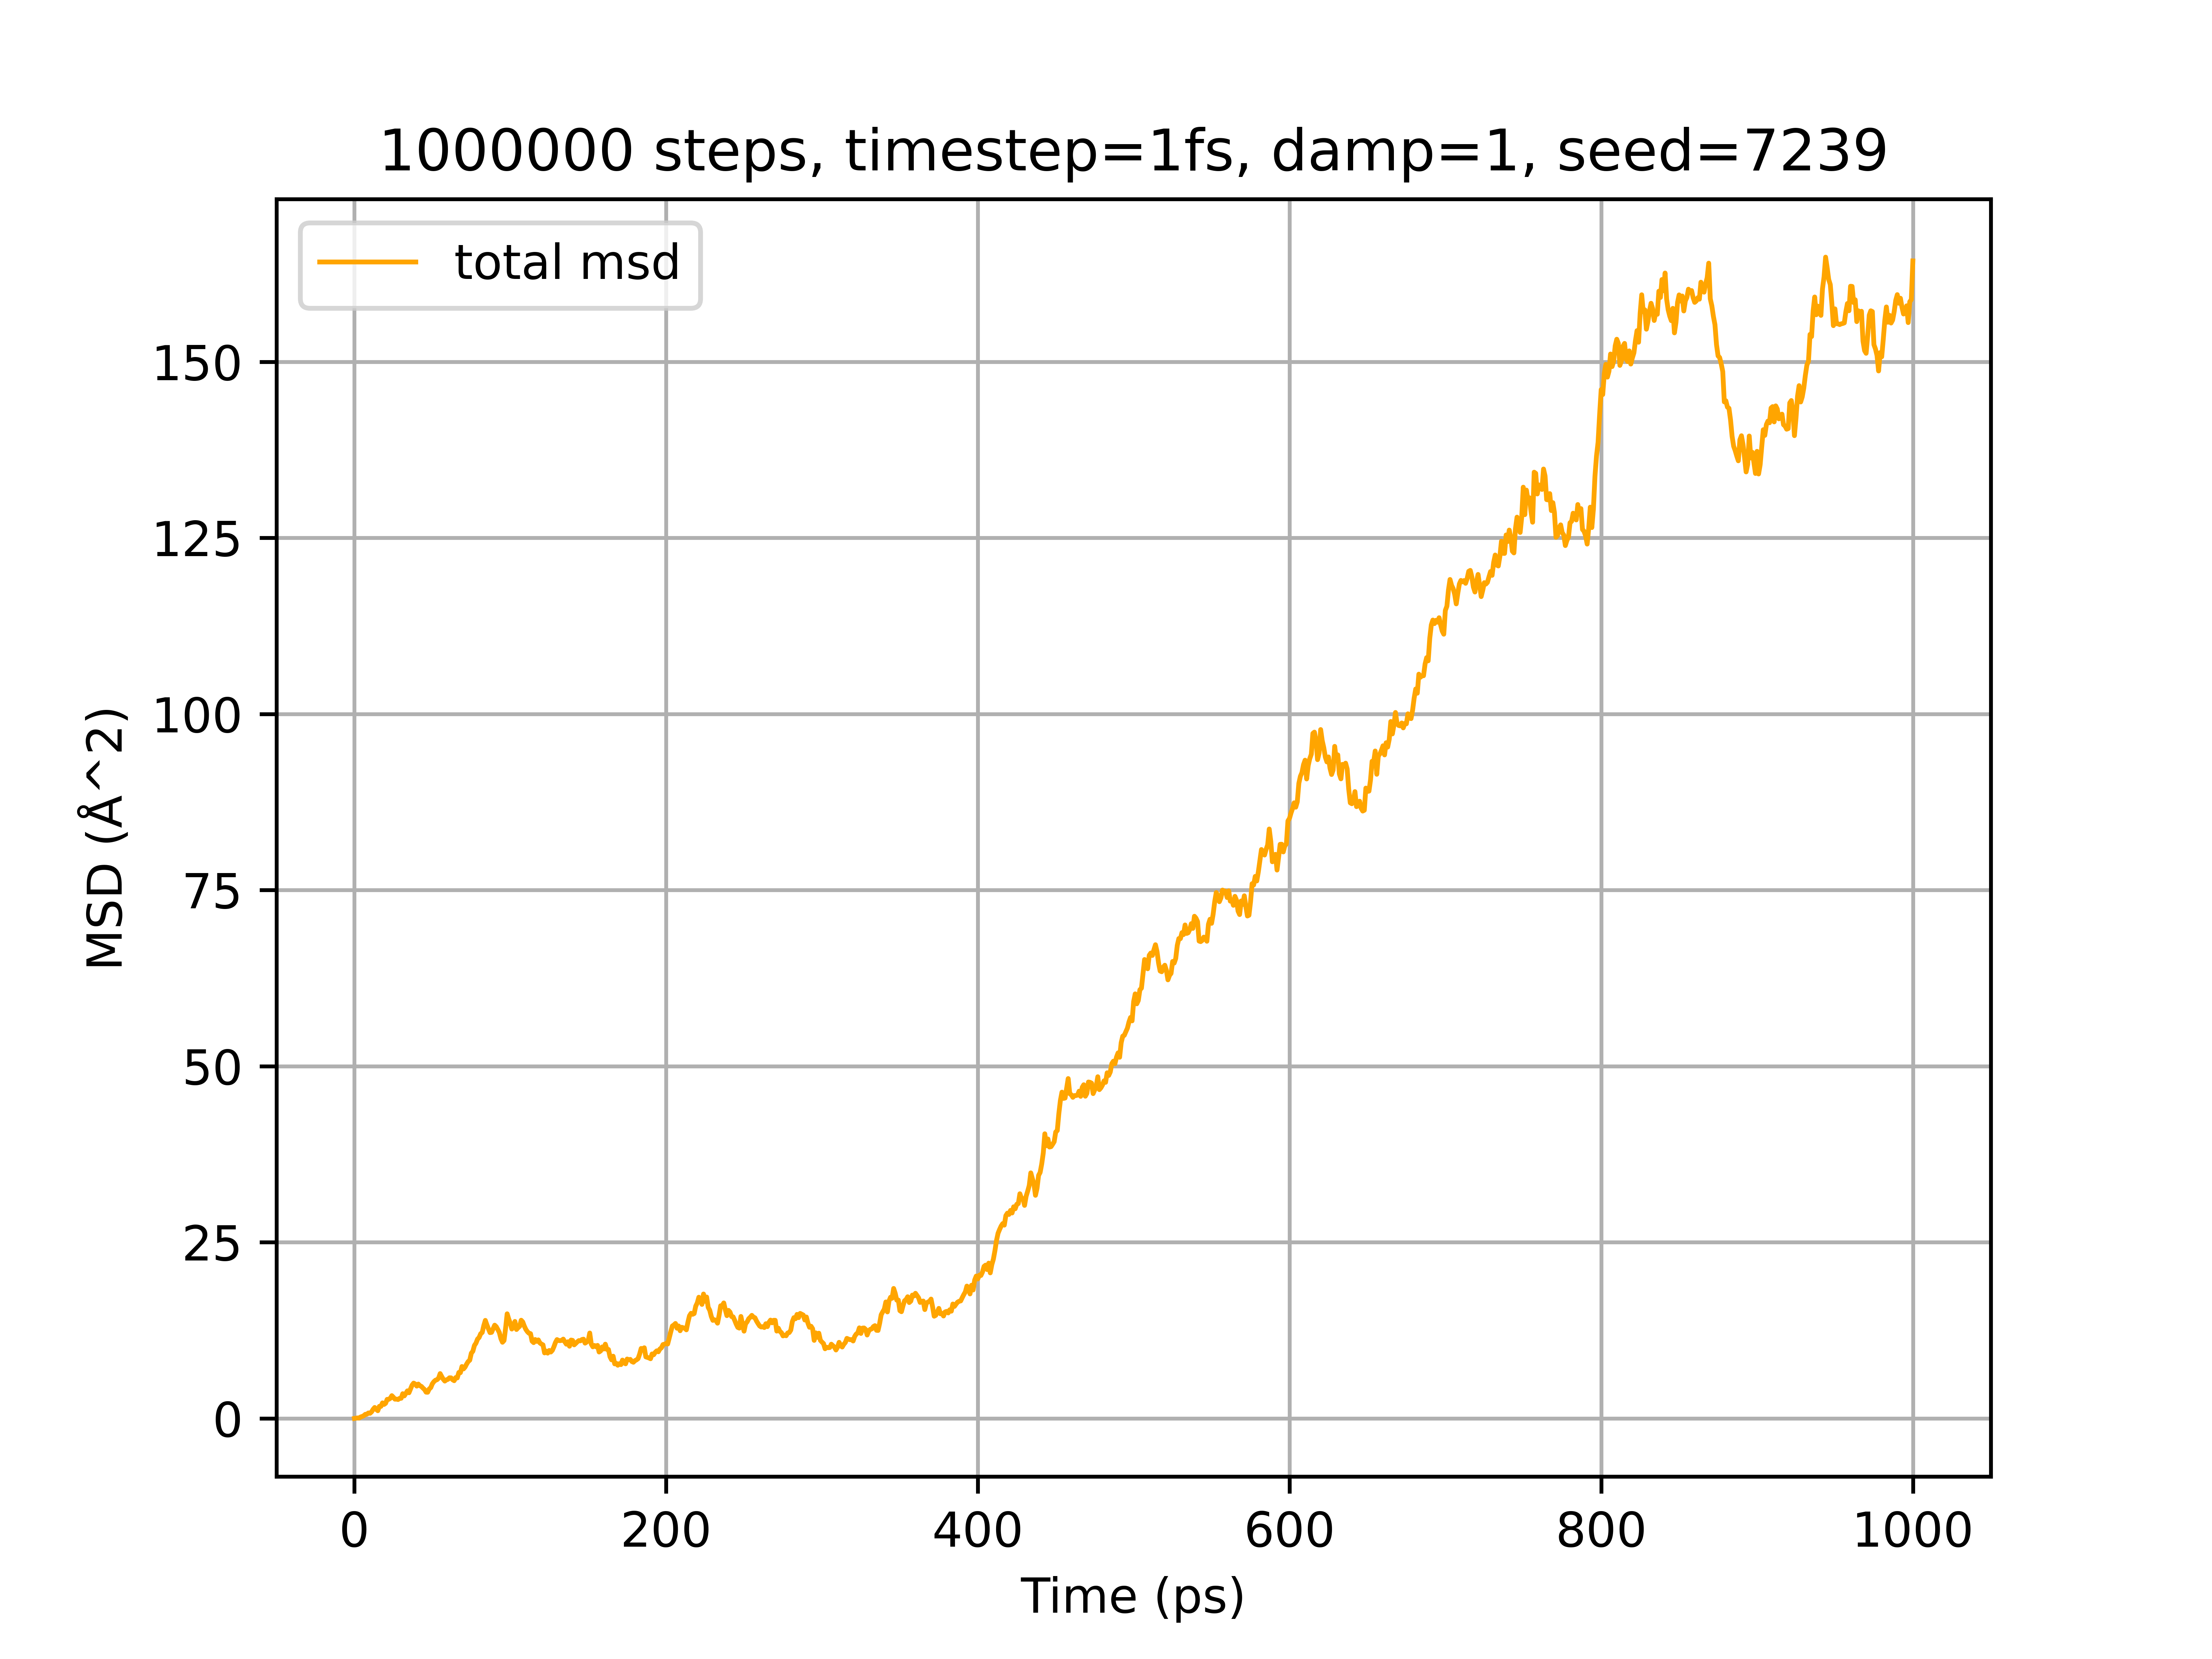 1000000 steps, timestep=1fs, damp=1, seed=7239
total msd
MSD (Å^2)
150
125
100
75
50
25
0
0 200 400 600 800 1000
Time (ps)